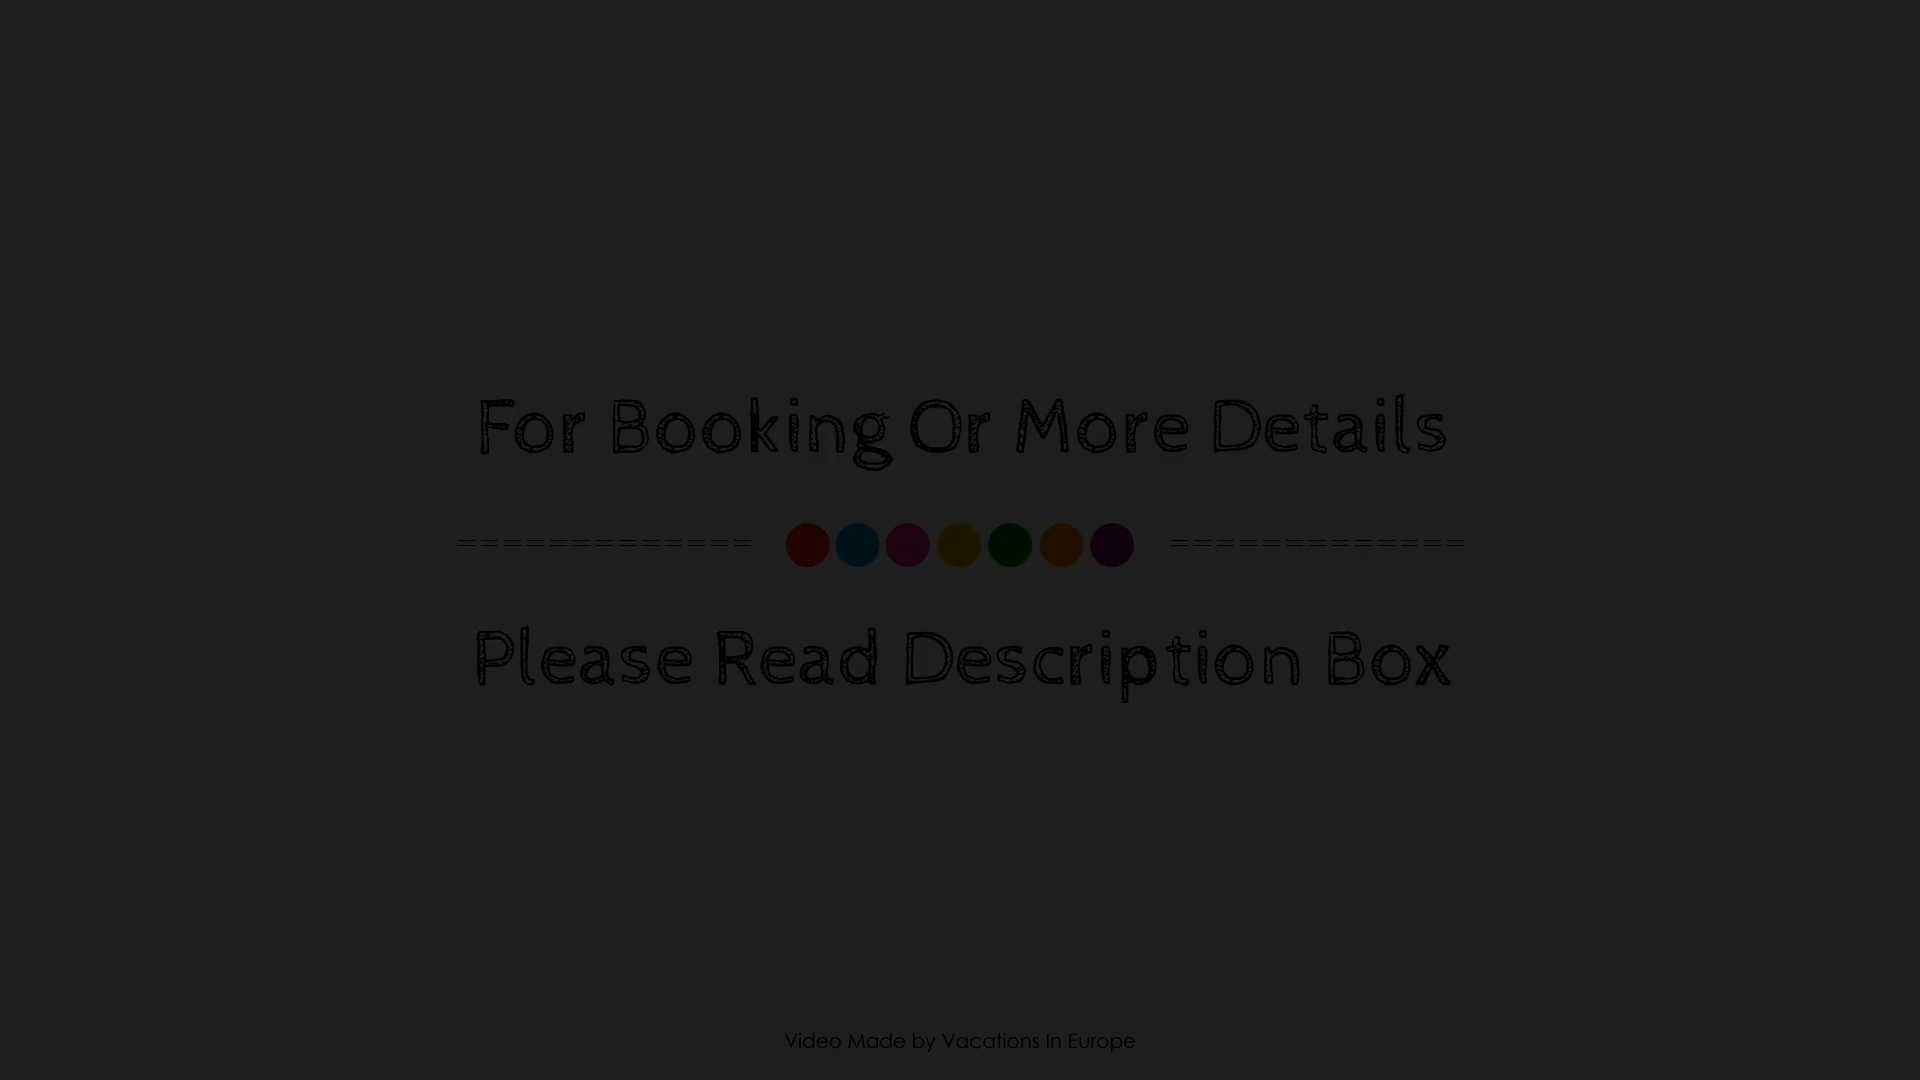 For Booking Or More Details
============= =============
Please Read Description Box
Video Made by Vacations In Europe